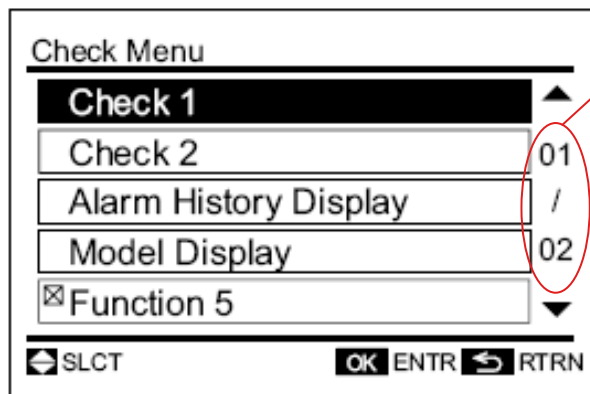 Check Menu
Check 1
Check 2 01
Alarm History Display /
Model Display 02
Function 5
SLCT OK ENTR RTRN